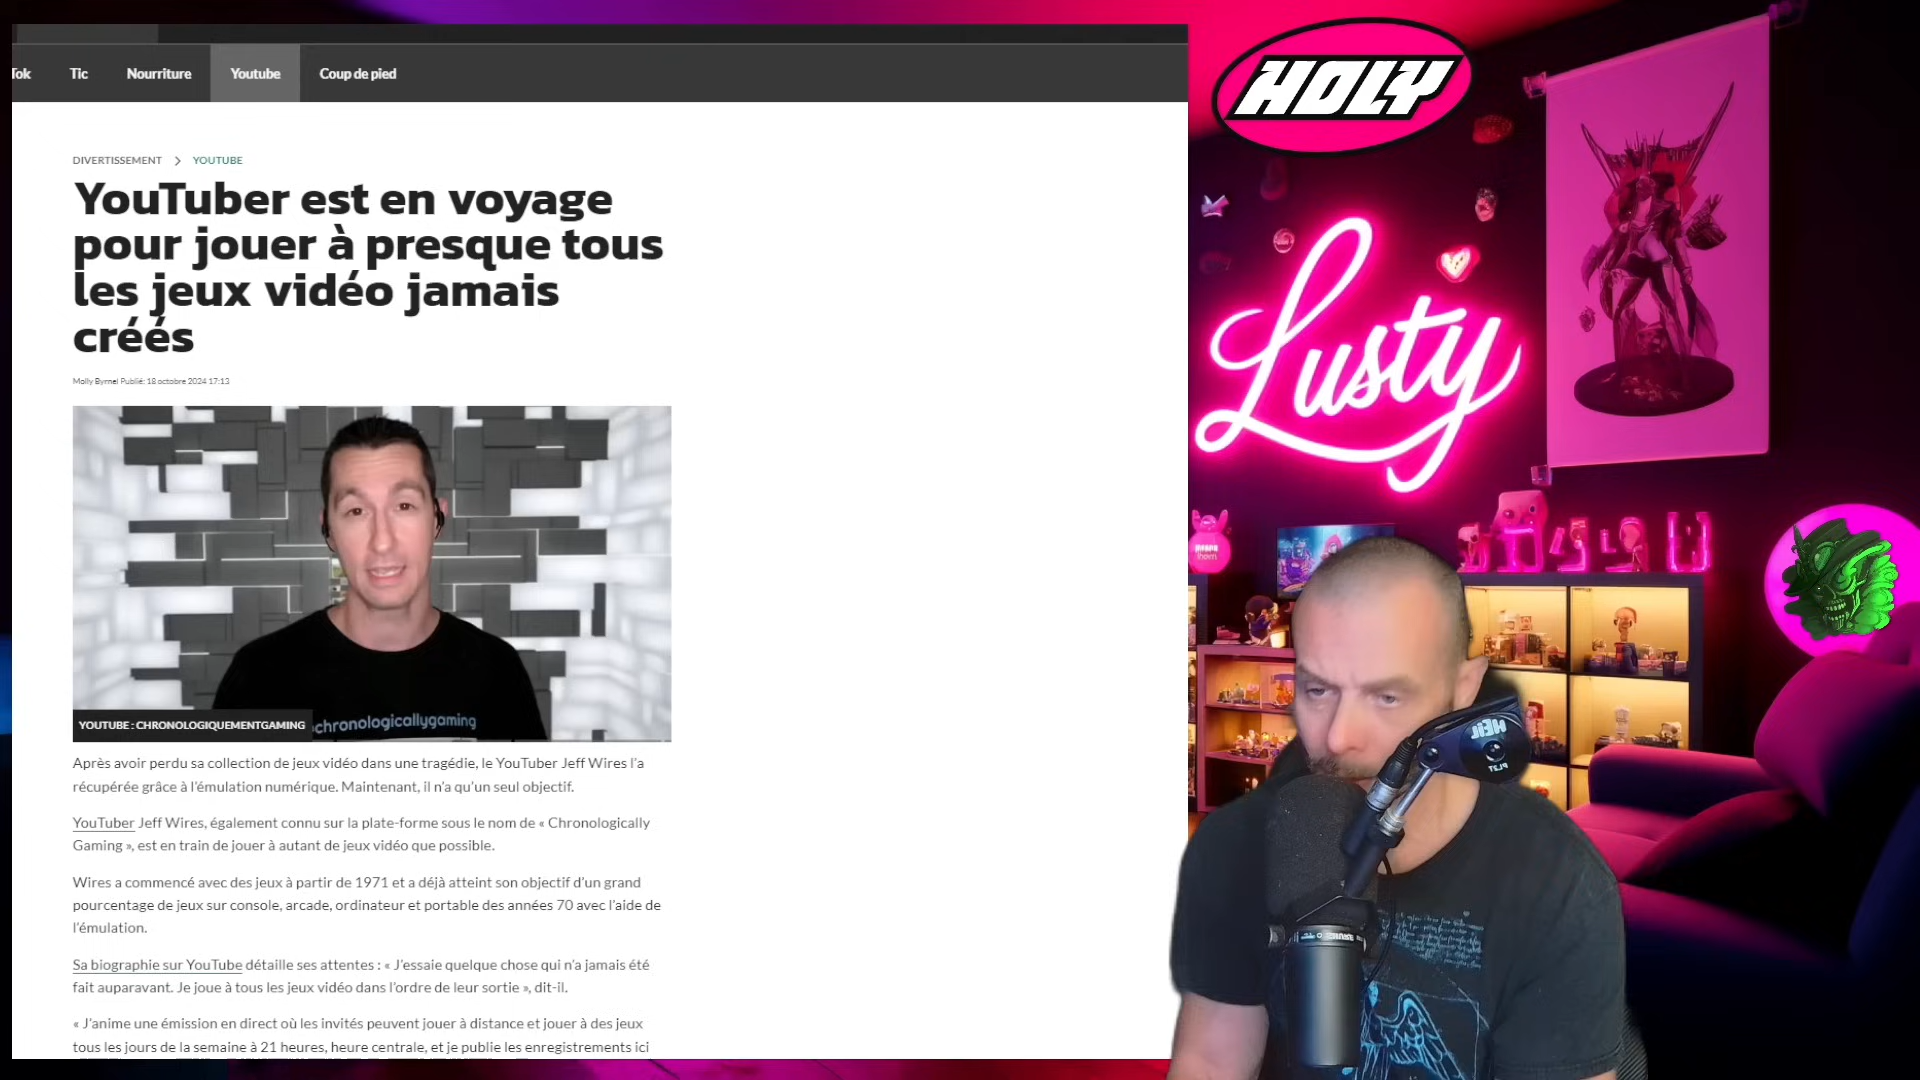 Tok Tic Nourriture Youtube Coup de pied
DIVERTISSEMENT > YOUTUBE
YouTuber est en voyage
pour jouer à presque tous
les jeux vidéo jamais
créés
Molly Byrne| Publié: 18 octobre 2024 17:13
chronologicallygaming
YOUTUBE : CHRONOLOGIQUEMENTGAMING
Après avoir perdu sa collection de jeux vidéo dans une tragédie, le YouTuber Jeff Wires l'a
récupérée grâce à l'émulation numérique. Maintenant, il n'a qu'un seul objectif.
YouTuber Jeff Wires, également connu sur la plate-forme sous le nom de « Chronologically
Gaming », est en train de jouer à autant de jeux vidéo que possible.
Wires a commencé avec des jeux à partir de 1971 et a déjà atteint son objectif d'un grand
pourcentage de jeux sur console, arcade, ordinateur et portable des années 70 avec l'aide de
l'émulation.
Sa biographie sur YouTube détaille ses attentes : « J'essaie quelque chose qui n'a jamais été
fait auparavant. Je joue à tous les jeux vidéo dans l'ordre de leur sortie », dit-il.
« J'anime une émission en direct où les invités peuvent jouer à distance et jouer à des jeux
tous les jours de la semaine à 21 heures, heure centrale, et je publie les enregistrements ici
HOLY
Lusty
HEIL
PL2T